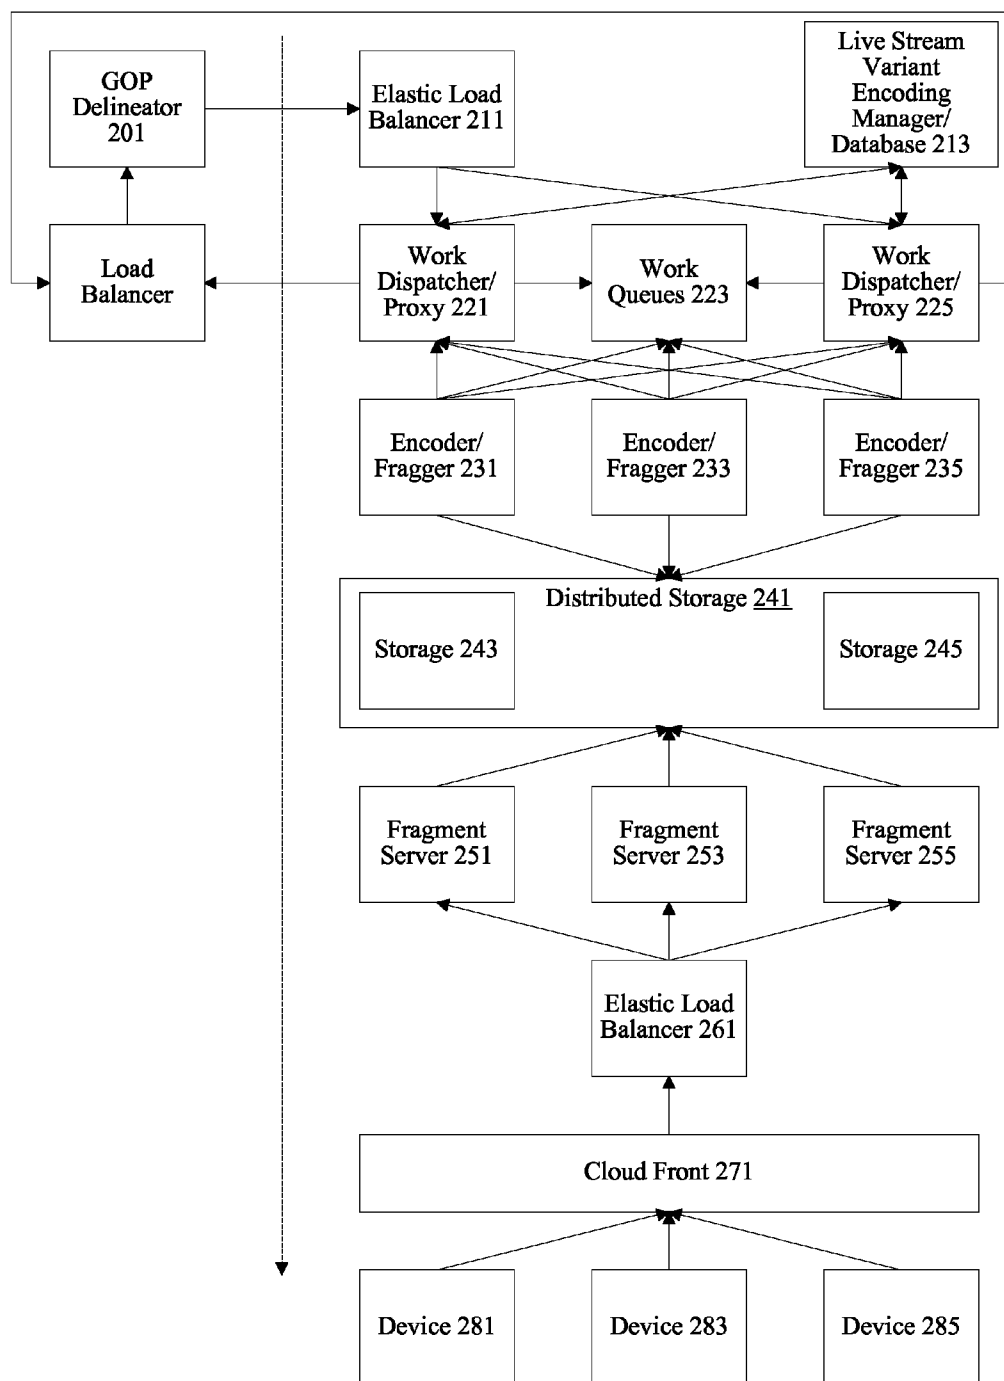 GOP
Delineator
201
Elastic Load
Balancer 211
Live Stream
Variant
Encoding
Manager/
Database 213
Load
Balancer
Work
Dispatcher/
Proxy 221
Work
Queues 223
Work
Dispatcher/
Proxy 225
Encoder/
Fragger 231
Encoder/
Fragger 233
Encoder/
Fragger 235
Distributed Storage 241
Storage 243
Storage 245
Fragment
Server 251
Fragment
Server 253
Fragment
Server 255
Elastic Load
Balancer 261
Cloud Front 271
Device 281
Device 283
Device 285